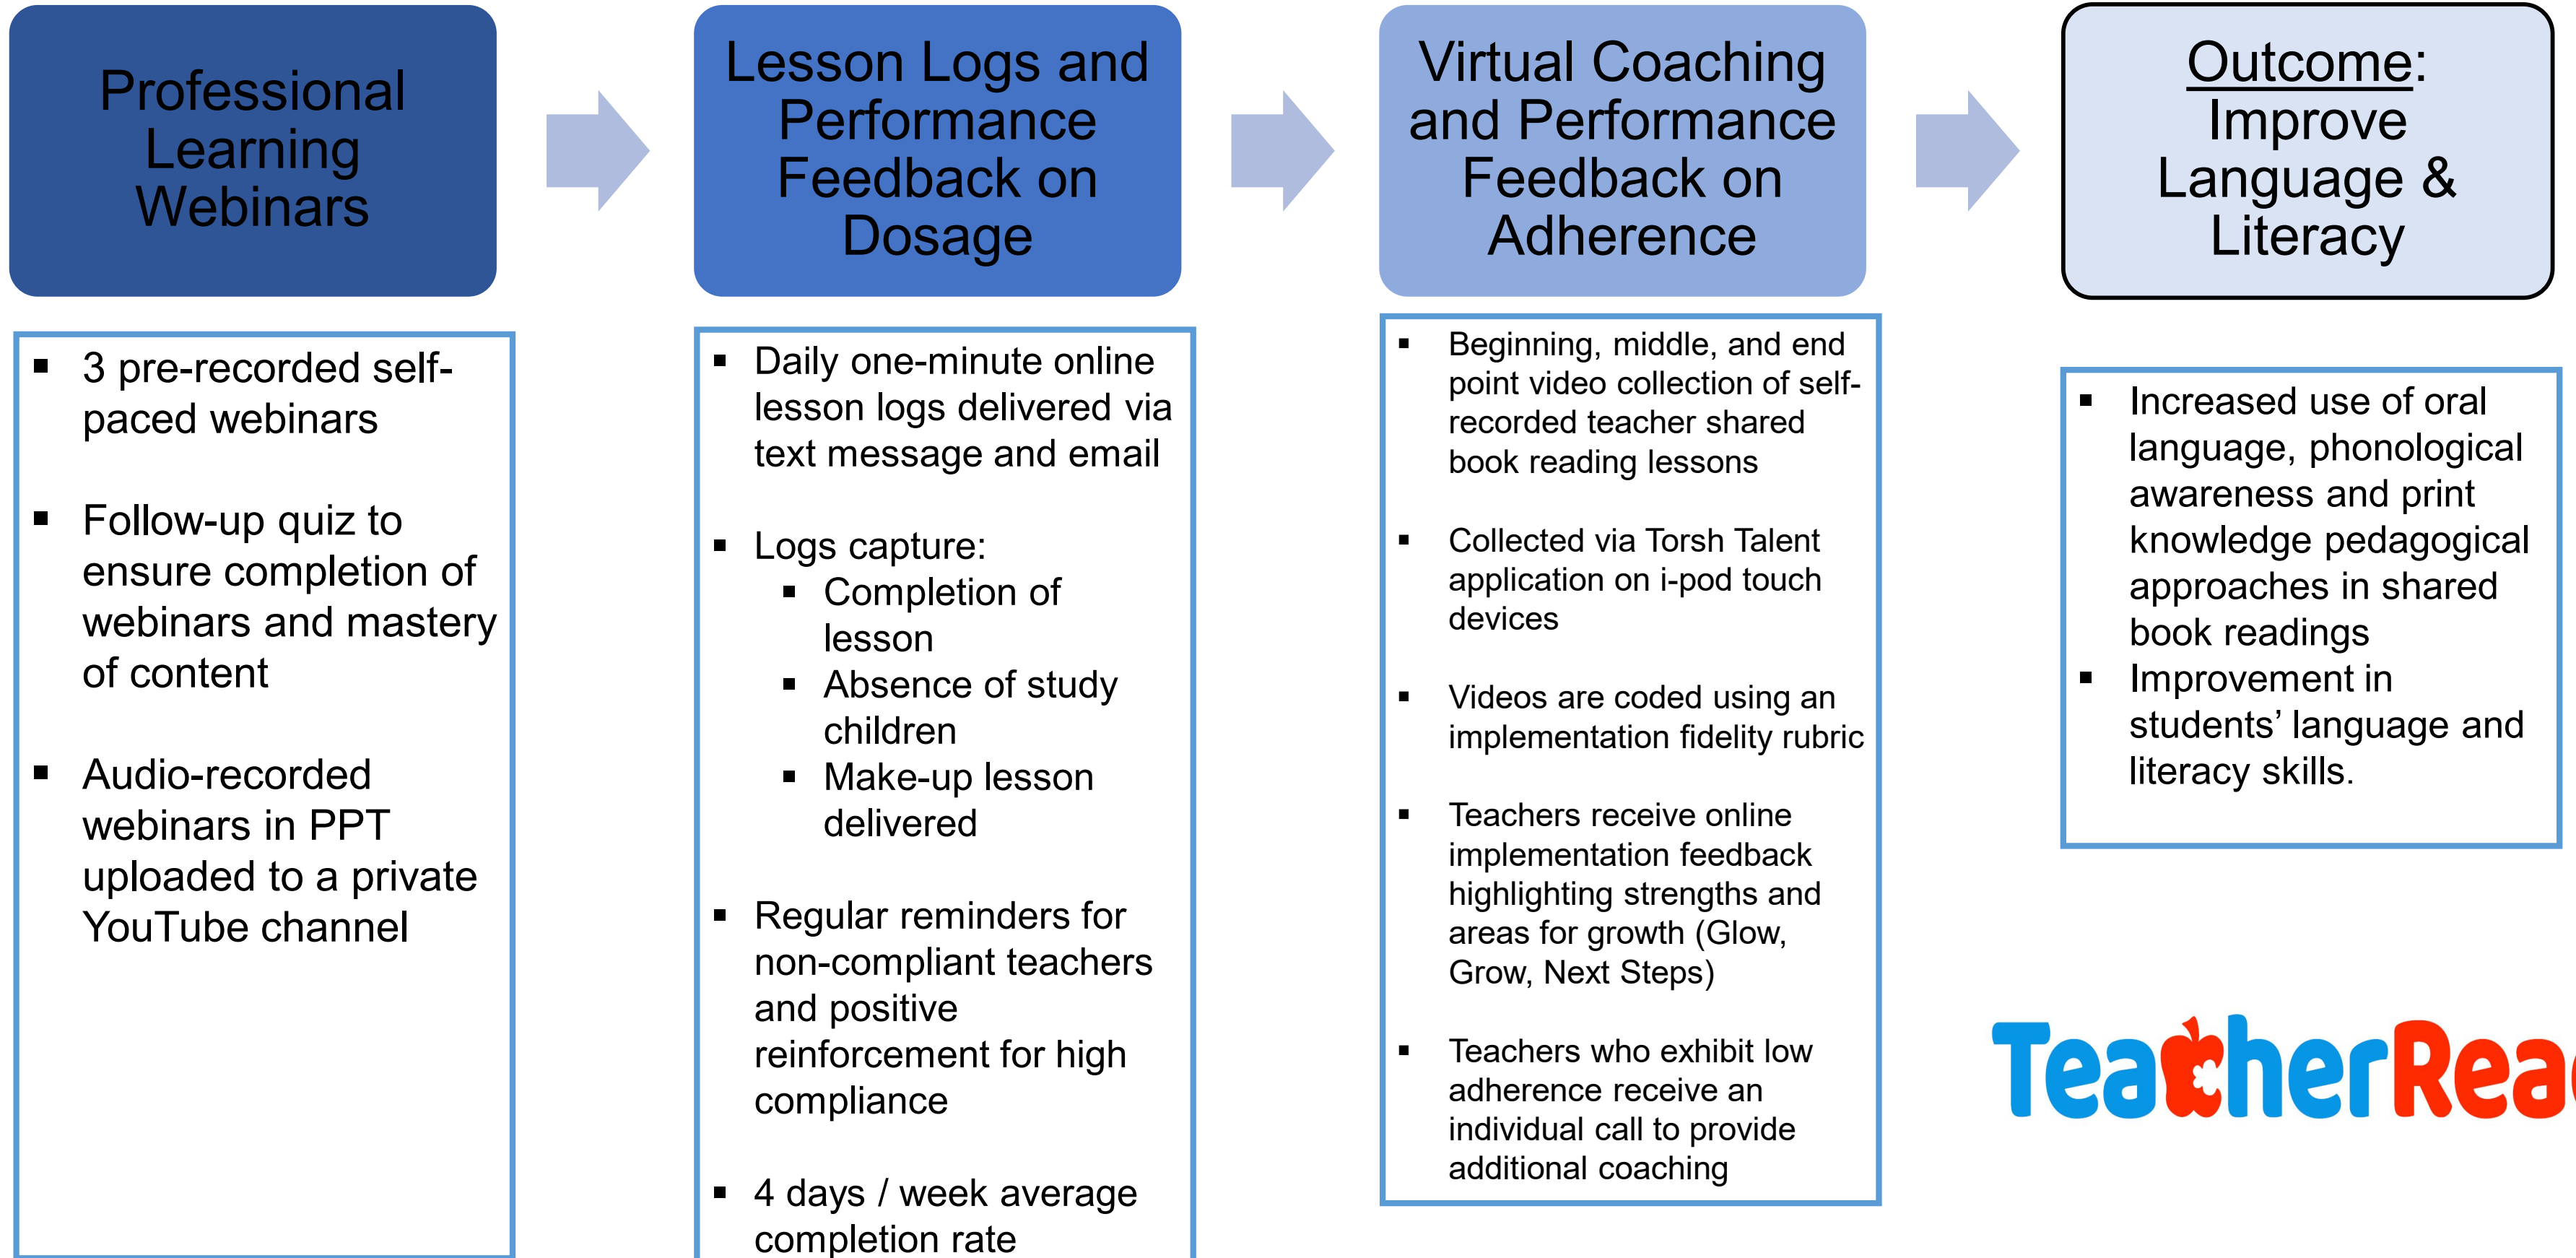 Professional
Learning
Webinars
▪ 3 pre-recorded self-
paced webinars
▪ Follow-up quiz to
ensure completion of
webinars and mastery
of content
▪ Audio-recorded
webinars in PPT
uploaded to a private
YouTube channel
Lesson Logs and
Performance
Feedback on
Dosage
▪ Daily one-minute online
lesson logs delivered via
text message and email
▪ Logs capture:
▪ Completion of
lesson
▪ Absence of study
children
▪ Make-up lesson
delivered
▪ Regular reminders for
non-compliant teachers
and positive
reinforcement for high
compliance
▪ 4 days / week average
completion rate
Virtual Coaching
and Performance
Feedback on
Adherence
▪ Beginning, middle, and end
point video collection of self-
recorded teacher shared
book reading lessons
▪ Collected via Torsh Talent
application on i-pod touch
devices
▪ Videos are coded using an
implementation fidelity rubric
▪ Teachers receive online
implementation feedback
highlighting strengths and
areas for growth (Glow,
Grow, Next Steps)
▪ Teachers who exhibit low
adherence receive an
individual call to provide
additional coaching
Outcome:
Improve
Language &
Literacy
▪ Increased use of oral
language, phonological
awareness and print
knowledge pedagogical
approaches in shared
book readings
▪ Improvement in
students’ language and
literacy skills.
TeacherRea